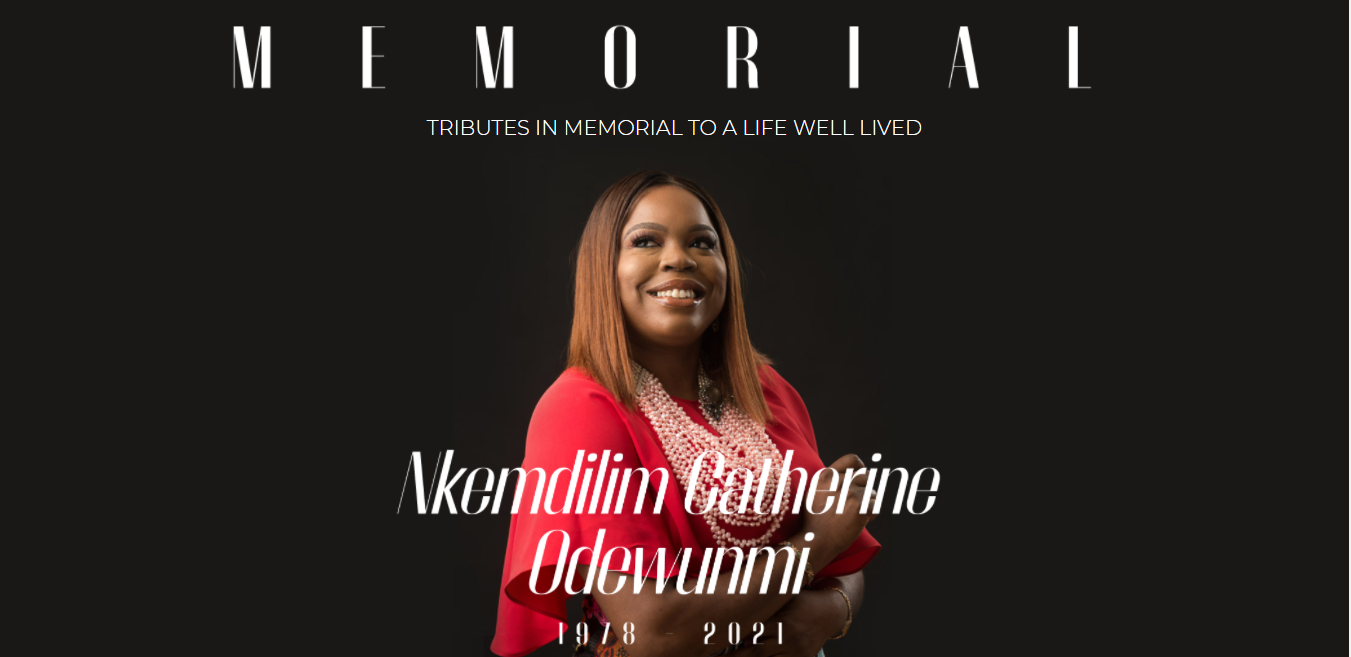 MEMORIAL
TRIBUTES IN MEMORIAL TO A LIFE WELL LIVED
Nkemdilim Catherine
Odewunmi
1978 - 2021